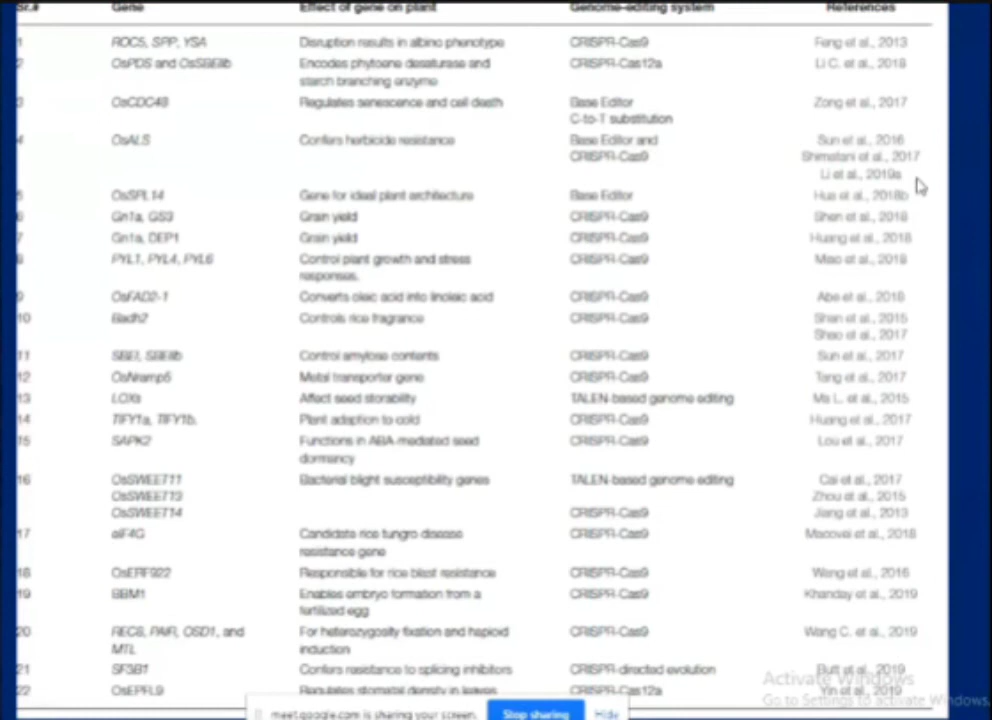 Sr.# Gene Effect of gene on plant Genome-editing system References
1 ROC5, SPP, YSA Disruption results in albino phenotype CRISPR-Cas9 Feng et al., 2013
2 OsPDS and OsSBEIIb Encodes phytoene desaturase and CRISPR-Cas12a Li C. et al., 2018
starch branching enzyme
3 OsCDC48 Regulates senescence and cell death Base Editor Zong et al., 2017
C-to-T substitution
4 OsALS Confers herbicide resistance Base Editor and Sun et al., 2016
CRISPR-Cas9 Shimatani et al., 2017
Li et al., 2019a
5 OsSPL14 Gene for ideal plant architecture Base Editor Hua et al., 2018b
6 Gn1a, GS3 Grain yield CRISPR-Cas9 Shen et al., 2018
7 Gn1a, DEP1 Grain yield CRISPR-Cas9 Huang et al., 2018
8 PYL1, PYL4, PYL6 Control plant growth and stress CRISPR-Cas9 Miao et al., 2018
responses.
9 OsFAD2-1 Converts oleic acid into linoleic acid CRISPR-Cas9 Abe et al., 2018
10 Badh2 Controls rice fragrance CRISPR-Cas9 Shan et al., 2015
Shao et al., 2017
11 SBEI, SBEIIb Control amylose contents CRISPR-Cas9 Sun et al., 2017
12 OsNramp5 Metal transporter gene CRISPR-Cas9 Tang et al., 2017
13 LOXs Affect seed storability TALEN-based genome editing Ma L. et al., 2015
14 TIFY1a, TIFY1b, Plant adaption to cold CRISPR-Cas9 Huang et al., 2017
15 SAPK2 Functions in ABA-mediated seed CRISPR-Cas9 Lou et al., 2017
dormancy
16 OsSWEET11 Bacterial blight susceptibility genes TALEN-based genome editing Cai et al., 2017
OsSWEET13 Zhou et al., 2015
OsSWEET14 CRISPR-Cas9 Jiang et al., 2013
17 eIF4G Candidate rice tungro disease CRISPR-Cas9 Macovei et al., 2018
resistance gene
18 OsERF922 Responsible for rice blast resistance CRISPR-Cas9 Wang et al., 2016
19 BBM1 Enables embryo formation from a CRISPR-Cas9 Khanday et al., 2019
fertilized egg
20 REC8, PAIR, OSD1, and For heterozygosity fixation and haploid CRISPR-Cas9 Wang C. et al., 2019
MTL induction
21 SF3B1 Confers resistance to splicing inhibitors CRISPR-directed evolution Butt et al., 2019
22 OsEPFL9 Regulates stomatal density in leaves CRISPR-Cas12a Yin et al., 2019
Activate Windows
Go to Settings to activate Windows.
meet.google.com is sharing your screen. Stop sharing Hide